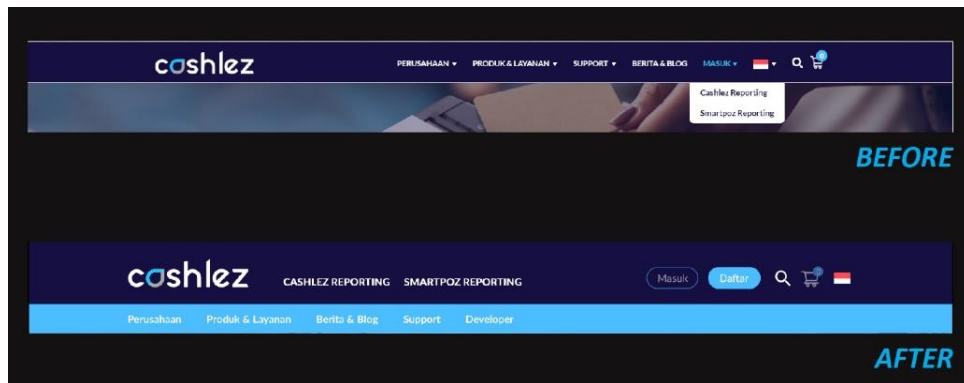 cashlez PERUSAHAAN PRODUK & LAYANAN SUPPORT BERITA & BLOG MASUK 0
Cashlez Reporting
Smartpoz Reporting
BEFORE
cashlez CASHLEZ REPORTING SMARTPOZ REPORTING Masuk Daftar
Perusahaan Produk & Layanan Berita & Blog Support Developer
AFTER